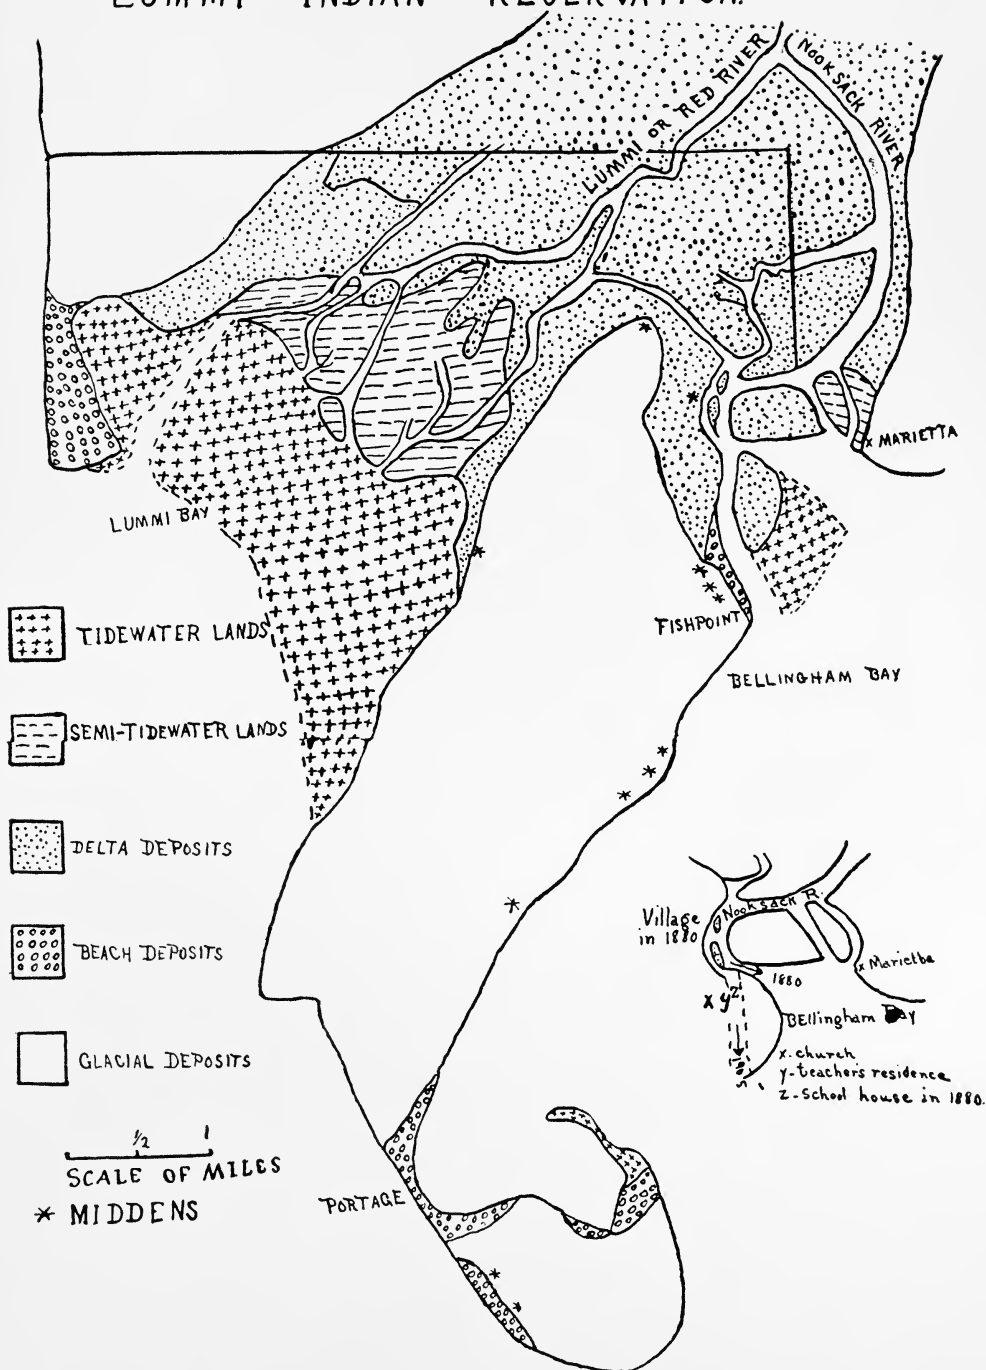 LUMMI INDIAN RESERVATION.
LUMMI OR RED RIVER
NOOKSACK RIVER
x MARIETTA
LUMMI BAY
FISHPOINT
BELLINGHAM BAY
TIDEWATER LANDS
SEMI-TIDEWATER LANDS
DELTA DEPOSITS
BEACH DEPOSITS
GLACIAL DEPOSITS
1/2 1
SCALE OF MILES
* MIDDENS
PORTAGE
Village
in 1880
Nooksack R.
x Marietba
1880
x y z
Bellingham Bay
x. church
y-teacher's residence
z-School house in 1880.